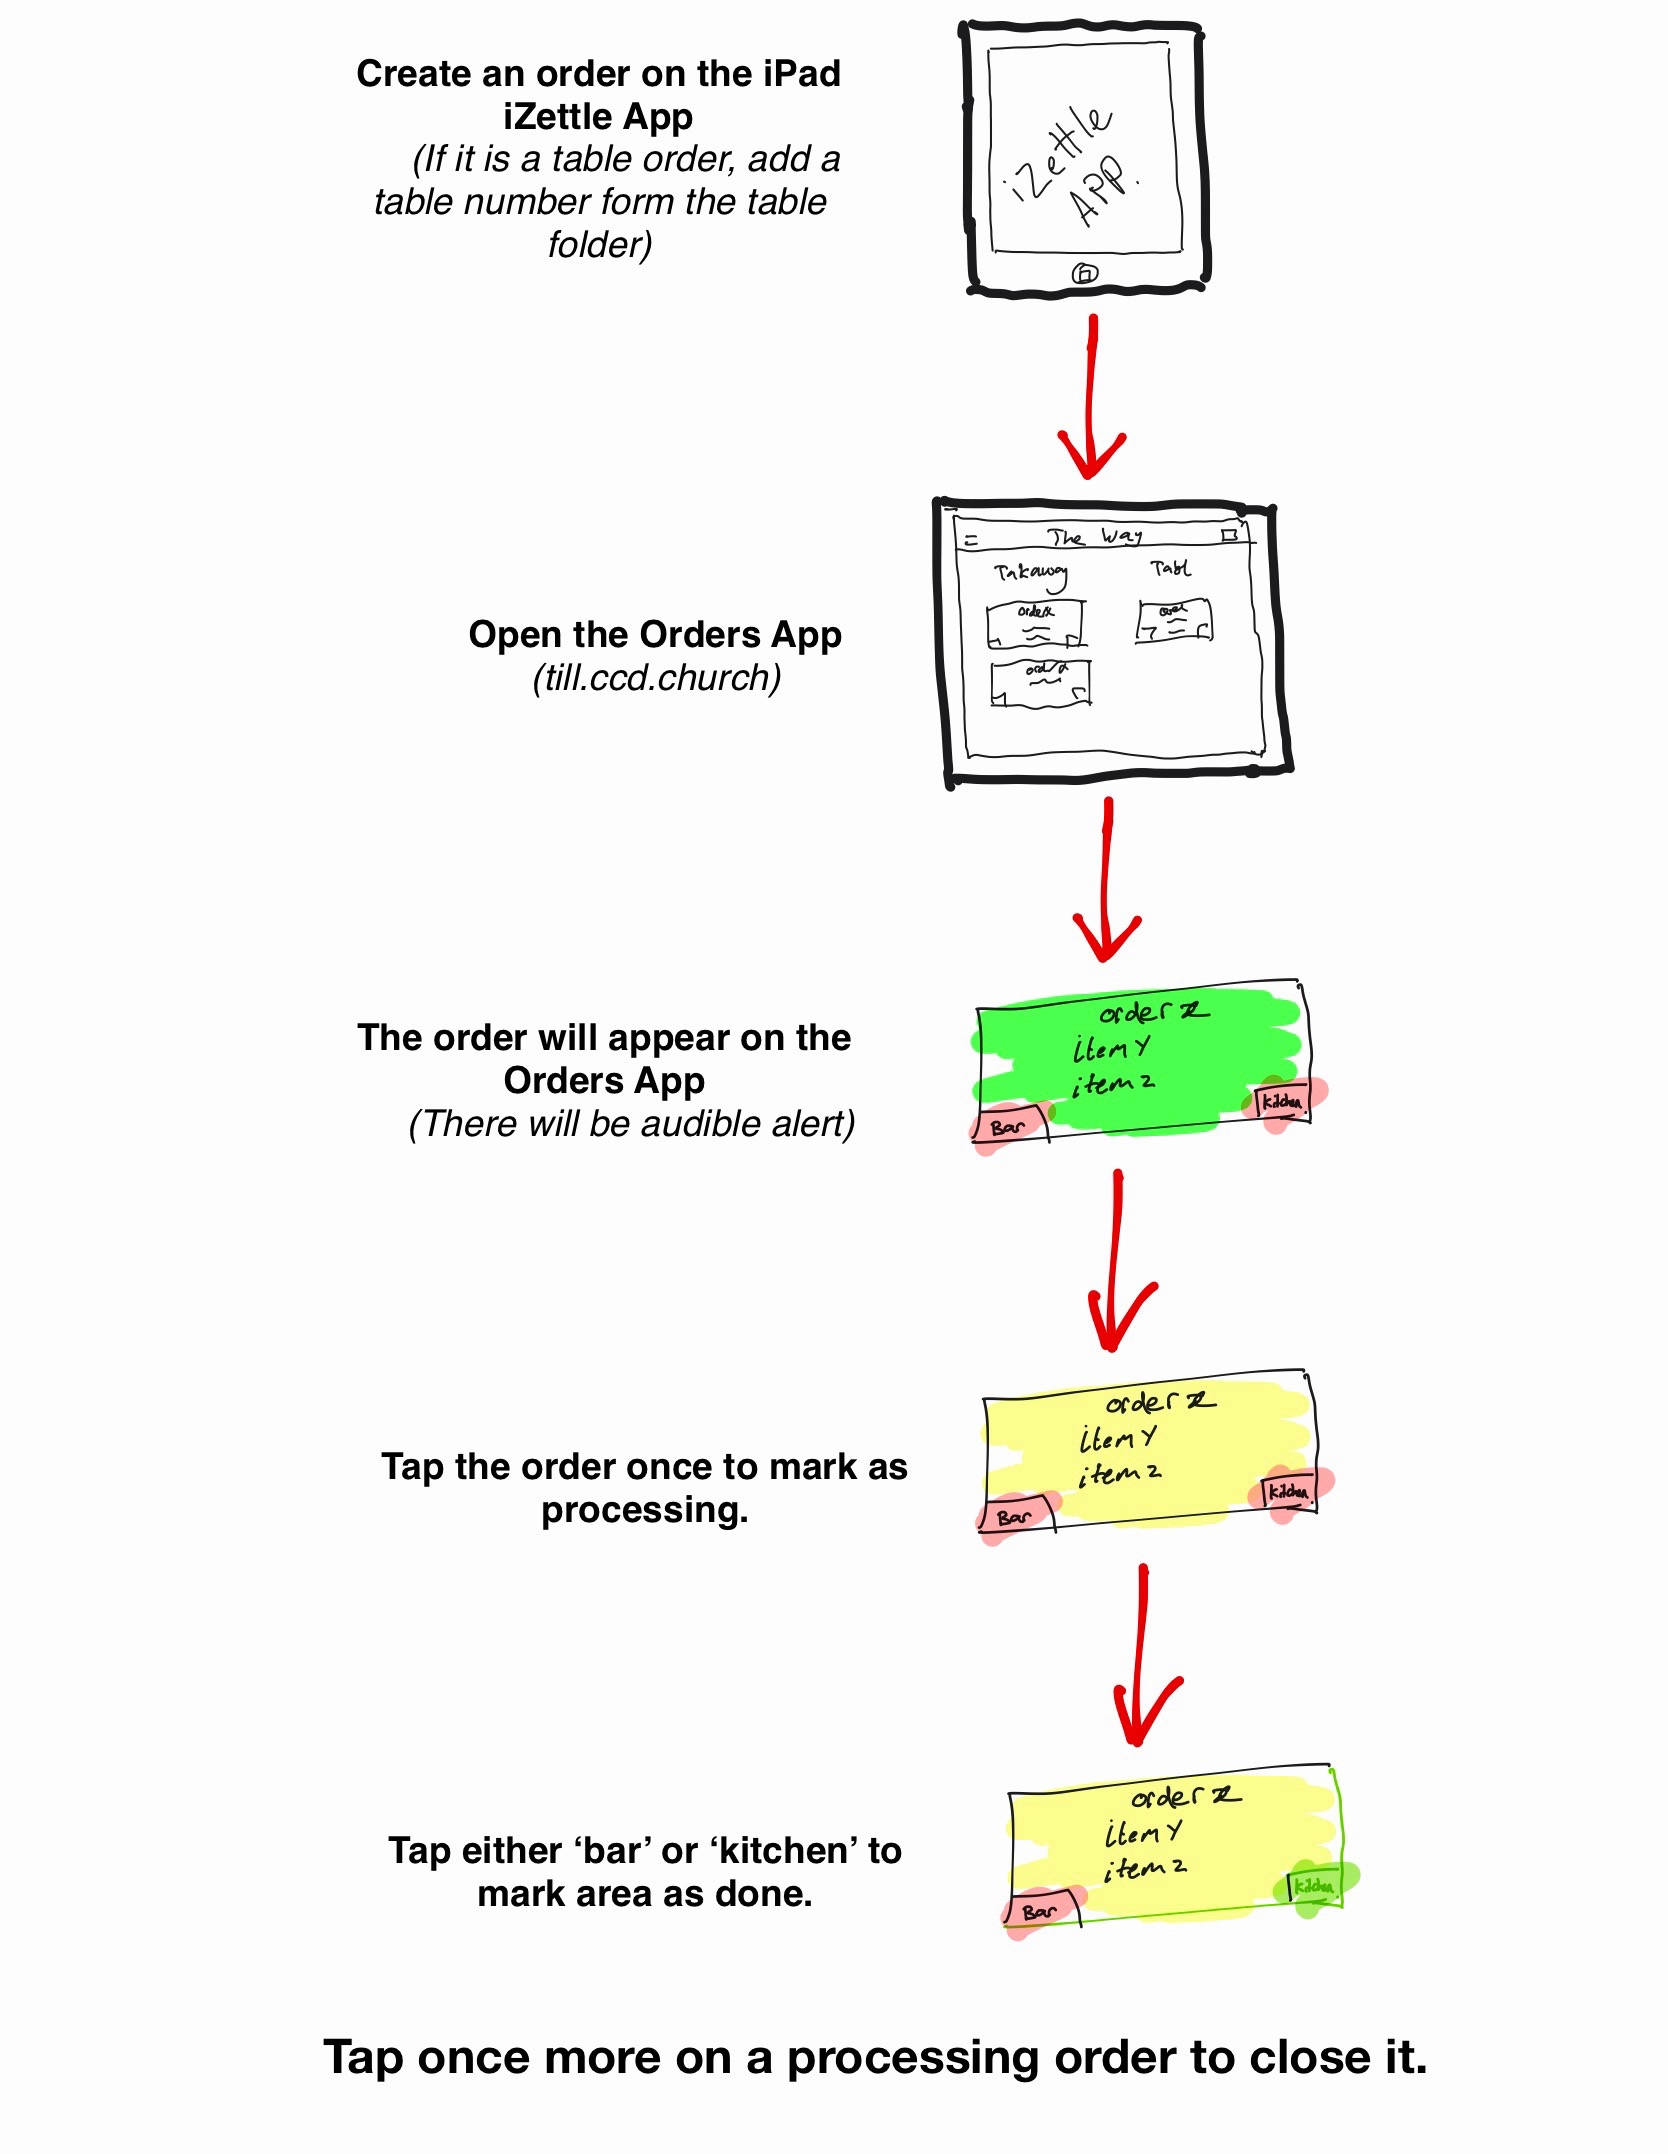 Create an order on the iPad
iZettle App
(If it is a table order, add a
table number form the table
folder)
iZettle
APP.
The Way
Takaway
Tabl
order
Open the Orders App
(till.ccd.church)
The order will appear on the
Orders App
(There will be audible alert)
order Z
item Y
item 2
Bar
Kitchen
Tap the order once to mark as
processing.
order Z
item Y
item 2
Bar
Kitchen
Tap either ‘bar’ or ‘kitchen’ to
mark area as done.
order Z
item Y
item 2
Bar
Kitchen
Tap once more on a processing order to close it.